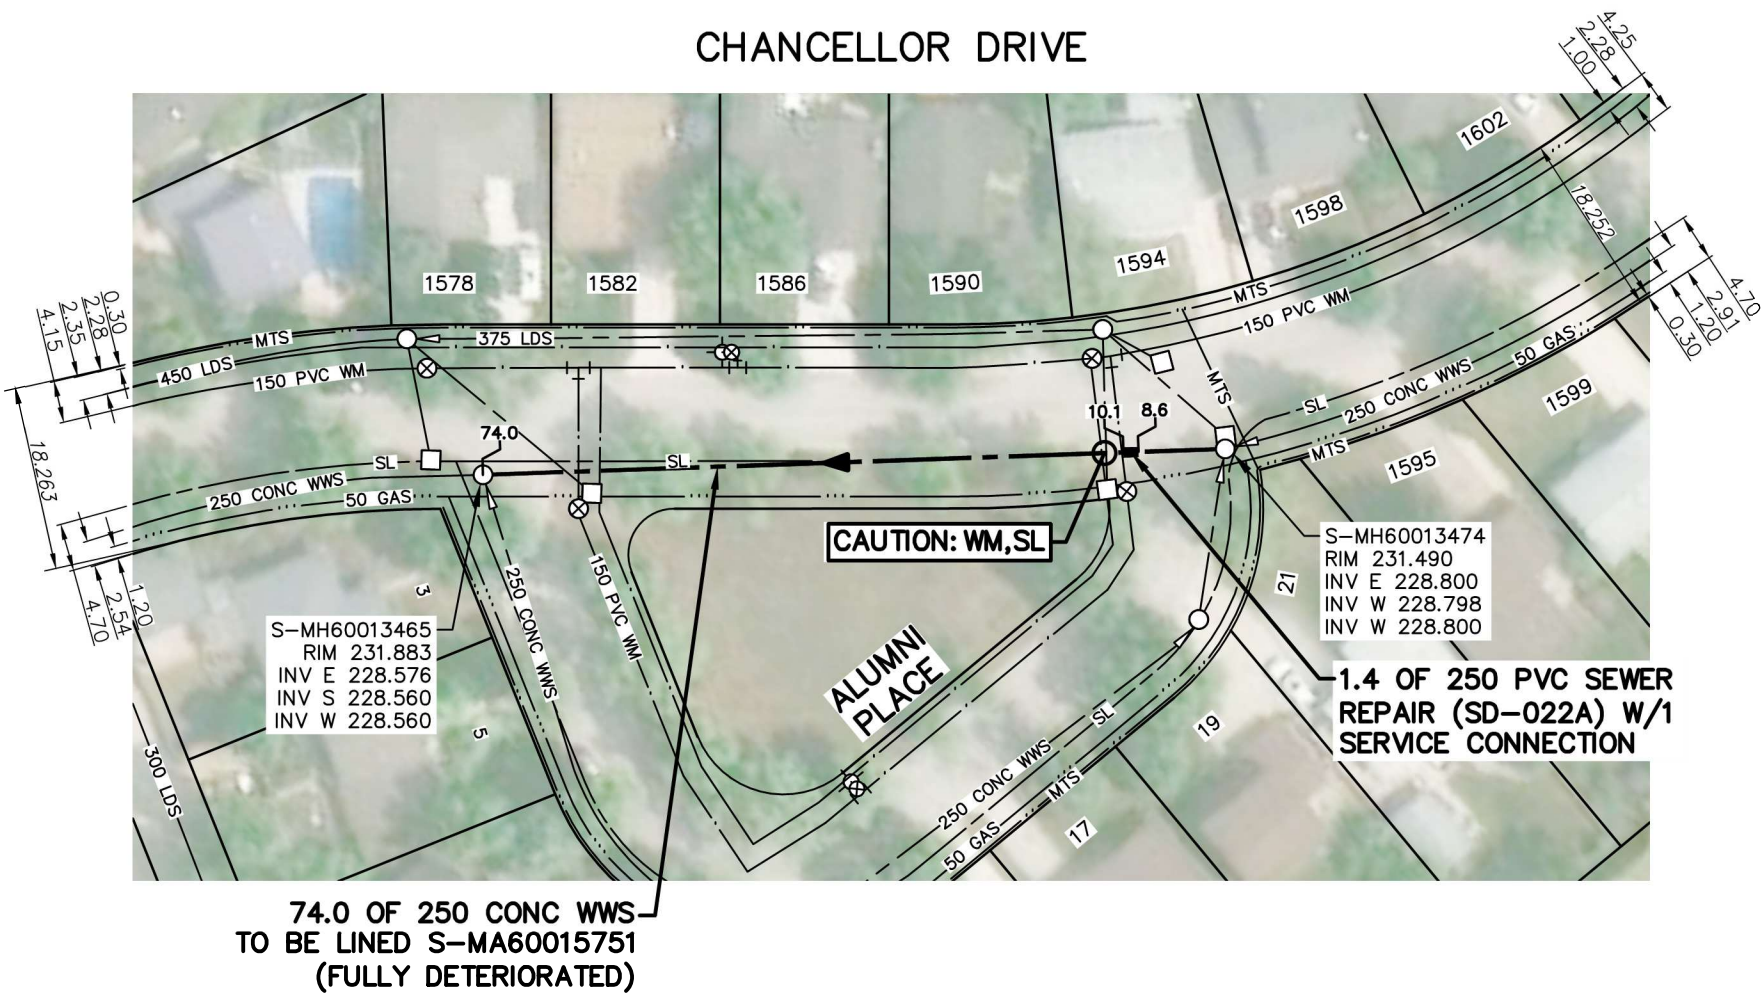 CHANCELLOR DRIVE
4.25
2.28
1.00
1602
1598
1594
1590
1586
1582
1578
18.252
4.70
2.91
1.20
0.30
0.30
2.28
2.35
4.15
MTS
375 LDS
MTS
150 PVC WM
450 LDS
150 PVC WM
MTS
50 GAS
250 CONC WWS
SL
1599
10.1
8.6
74.0
SL
SL
MTS
1595
18.263
250 CONC WWS
50 GAS
CAUTION: WM,SL
S-MH60013474
RIM 231.490
INV E 228.800
INV W 228.798
INV W 228.800
21
3
250 CONC WWS
150 PVC WM
1.20
2.54
4.70
S-MH60013465
RIM 231.883
INV E 228.576
INV S 228.560
INV W 228.560
ALUMNI
PLACE
1.4 OF 250 PVC SEWER
REPAIR (SD-022A) W/1
SERVICE CONNECTION
5
SL
19
300 LDS
250 CONC WWS
MTS
50 GAS
17
74.0 OF 250 CONC WWS
TO BE LINED S-MA60015751
(FULLY DETERIORATED)